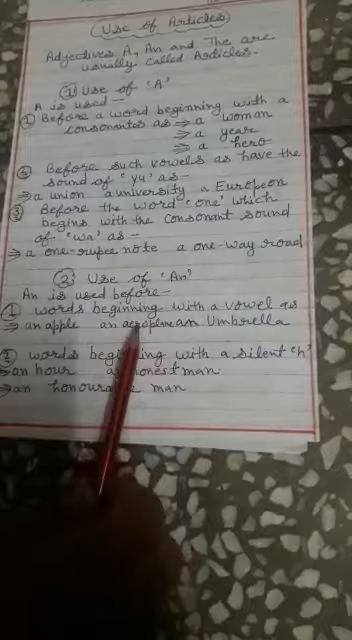 Use of Articles
Adjectives A, An and The are
usually called Articles.
① Use of 'A'
A is used —
① Before a word beginning with a
consonantes as ⇒ a woman
⇒ a year
⇒ a hero
② Before such vowels as have the
sound of 'yu' as —
⇒ a union a university a European
③ Before the word 'one' which
begins with the consonant sound
of 'wa' as —
⇒ a one-rupee note a one-way road
③ Use of 'An'
An is used before —
① words beginning with a vowel as
⇒ an apple an aeroplane an Umbrella
② words beginning with a silent 'h'
⇒ an hour honest man
⇒ an man